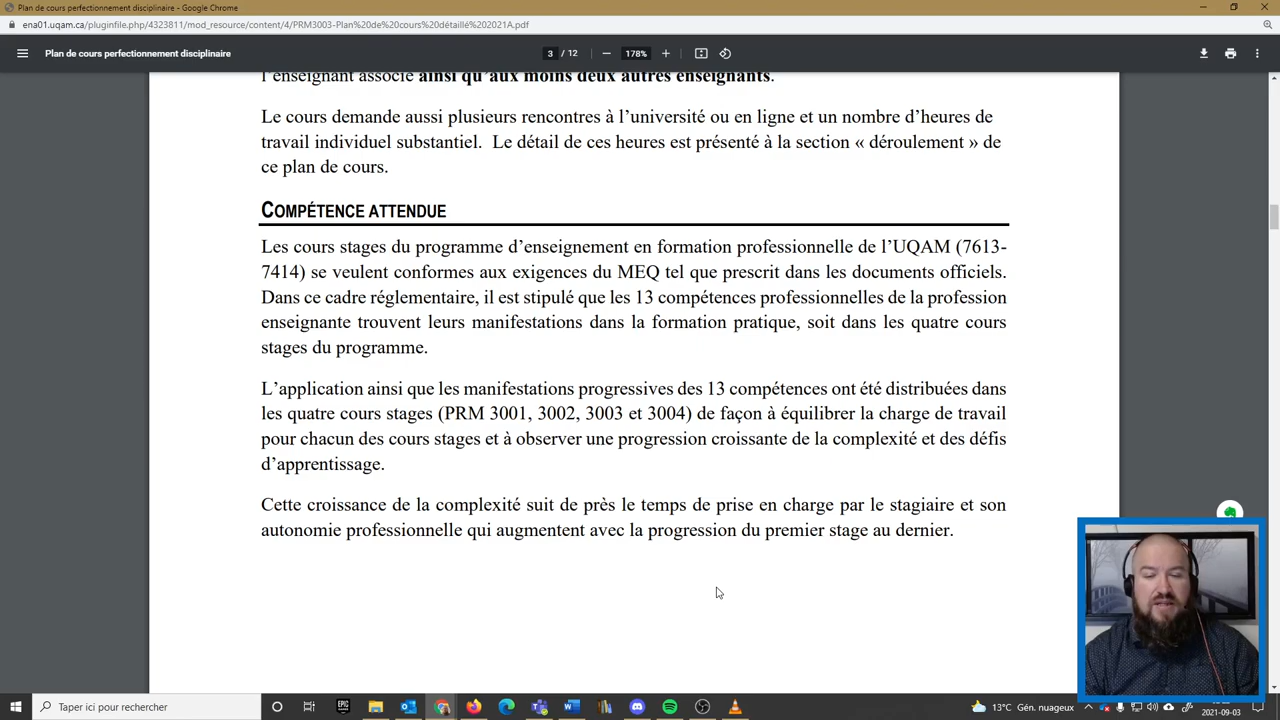 Plan de cours perfectionnement disciplinaire - Google Chrome
ena01.uqam.ca/pluginfile.php/4323811/mod_resource/content/4/PRM3003-Plan%20de%20cours%20détaillé%202021A.pdf
Plan de cours perfectionnement disciplinaire
3 / 12
178%
l’enseignant associé ainsi qu’aux moins deux autres enseignants.
Le cours demande aussi plusieurs rencontres à l’université ou en ligne et un nombre d’heures de
travail individuel substantiel. Le détail de ces heures est présenté à la section « déroulement » de
ce plan de cours.
COMPÉTENCE ATTENDUE
Les cours stages du programme d’enseignement en formation professionnelle de l’UQAM (7613-
7414) se veulent conformes aux exigences du MEQ tel que prescrit dans les documents officiels.
Dans ce cadre réglementaire, il est stipulé que les 13 compétences professionnelles de la profession
enseignante trouvent leurs manifestations dans la formation pratique, soit dans les quatre cours
stages du programme.
L’application ainsi que les manifestations progressives des 13 compétences ont été distribuées dans
les quatre cours stages (PRM 3001, 3002, 3003 et 3004) de façon à équilibrer la charge de travail
pour chacun des cours stages et à observer une progression croissante de la complexité et des défis
d’apprentissage.
Cette croissance de la complexité suit de près le temps de prise en charge par le stagiaire et son
autonomie professionnelle qui augmentent avec la progression du premier stage au dernier.
Taper ici pour rechercher
EPIC
13°C Gén. nuageux
2021-09-03